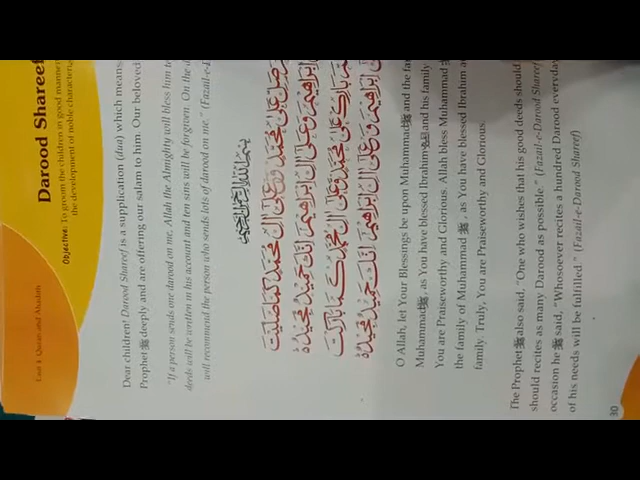 Unit 3: Quran and Ahadith
Darood Shareef
Objective: To groom the children in good manner
the development of noble character
Dear children! Darood Shareef is a supplication (dua) which means
Prophet ﷺ deeply and are offering our salam to him. Our beloved
"If a person sends one darood on me, Allah the Almighty will bless him
deeds will be written in his account and ten sins will be forgiven: On the
will recommend the person who sends lots of darood on me." (Fazail-e-
صَلِّ عَلٰى مُحَمَّدٍ وَّعَلٰى اٰلِ مُحَمَّدٍ كَمَا صَلَّيْتَ
اِبْرَاهِيْمَ وَعَلٰى اٰلِ اِبْرَاهِيْمَ اِنَّكَ حَمِيْدٌ مَّجِيْدٌ
بَارِكْ عَلٰى مُحَمَّدٍ وَّعَلٰى اٰلِ مُحَمَّدٍ كَمَا بَارَكْتَ
اِبْرَاهِيْمَ وَعَلٰى اٰلِ اِبْرَاهِيْمَ اِنَّكَ حَمِيْدٌ مَّجِيْدٌ
O Allah, let Your Blessings be upon Muhammad ﷺ and the
Muhammad ﷺ, as You have blessed Ibrahim and his family
You are Praiseworthy and Glorious. Allah bless Muhammad
the family of Muhammad ﷺ, as You have blessed Ibrahim
family. Truly, You are Praiseworthy and Glorious.
The Prophet ﷺ also said, "One who wishes that his good deeds should
should recites as many Darood as possible." (Fazail-e-Darood Shareef
occasion he ﷺ said, "Whosoever recites a hundred Darood everyday
of his needs will be fulfilled." (Fazail-e-Darood Shareef)
30